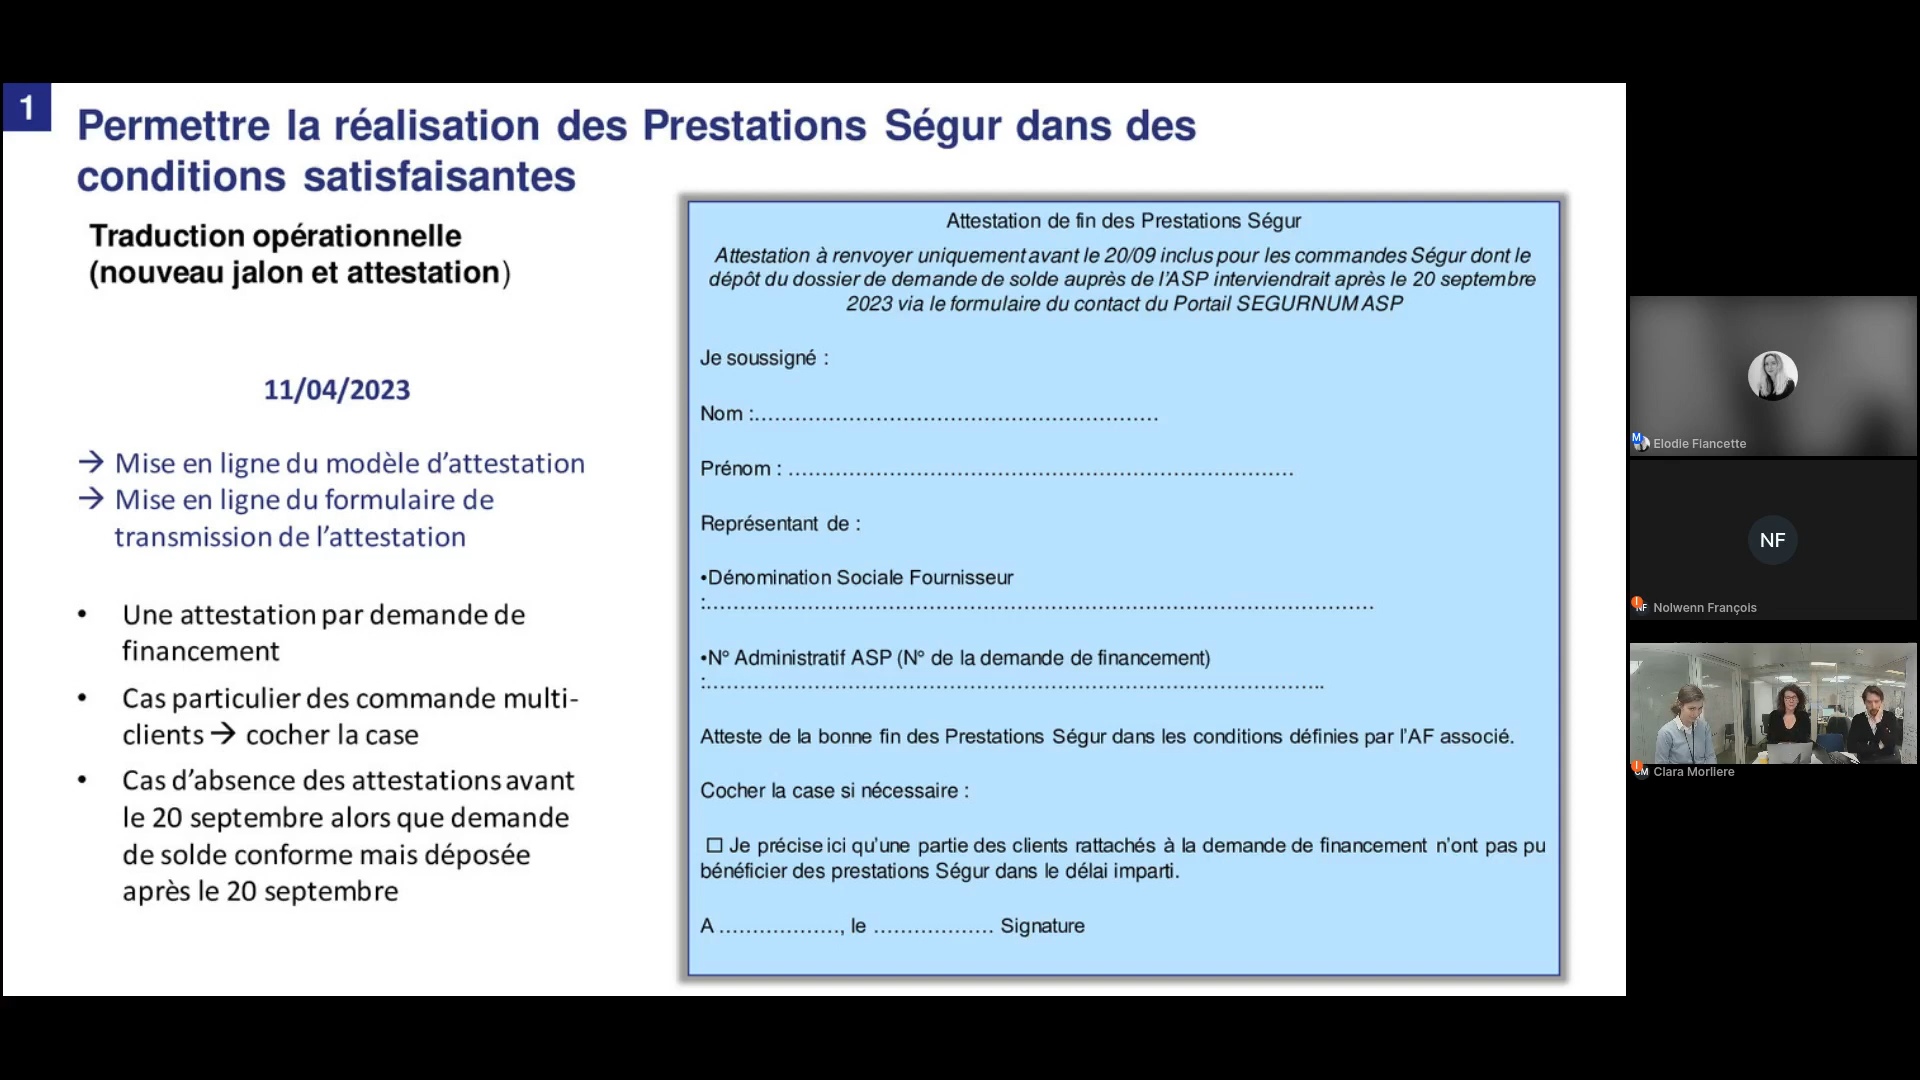 1
Permettre la réalisation des Prestations Ségur dans des
conditions satisfaisantes
Traduction opérationnelle
(nouveau jalon et attestation)
11/04/2023
→ Mise en ligne du modèle d’attestation
→ Mise en ligne du formulaire de
transmission de l’attestation
• Une attestation par demande de
financement
• Cas particulier des commande multi-
clients → cocher la case
• Cas d’absence des attestations avant
le 20 septembre alors que demande
de solde conforme mais déposée
après le 20 septembre
Attestation de fin des Prestations Ségur
Attestation à renvoyer uniquement avant le 20/09 inclus pour les commandes Ségur dont le
dépôt du dossier de demande de solde auprès de l’ASP interviendrait après le 20 septembre
2023 via le formulaire du contact du Portail SEGURNUM ASP
Je soussigné :
Nom :……………………………………………………
Prénom : …………………………………………………………………
Représentant de :
•Dénomination Sociale Fournisseur
:………………………………………………………………………………………
•N° Administratif ASP (N° de la demande de financement)
:………………………………………………………………………………..
Atteste de la bonne fin des Prestations Ségur dans les conditions définies par l’AF associé.
Cocher la case si nécessaire :
☐ Je précise ici qu’une partie des clients rattachés à la demande de financement n’ont pas pu
bénéficier des prestations Ségur dans le délai imparti.
A ………………, le ……………… Signature
M
Elodie Flancette
NF
NF Nolwenn François
CM Clara Morliere